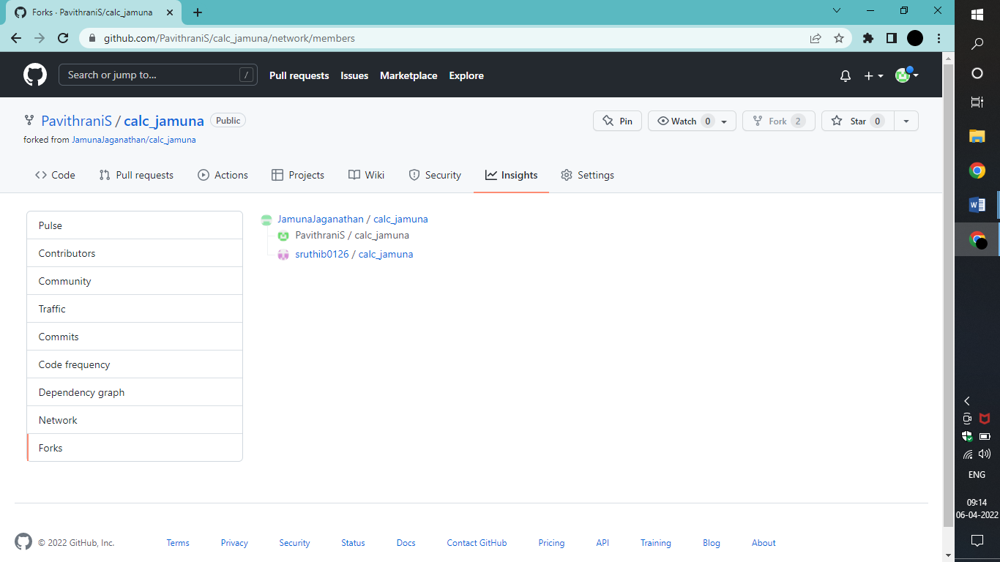 Forks · PavithraniS/calc_jamuna
github.com/PavithraniS/calc_jamuna/network/members
Search or jump to... /
Pull requests Issues Marketplace Explore
PavithraniS / calc_jamuna Public
Pin Watch 0 Fork 2 Star 0
forked from JamunaJaganathan/calc_jamuna
Code Pull requests Actions Projects Wiki Security Insights Settings
Pulse
Contributors
Community
Traffic
Commits
Code frequency
Dependency graph
Network
Forks
JamunaJaganathan / calc_jamuna
PavithraniS / calc_jamuna
sruthib0126 / calc_jamuna
© 2022 GitHub, Inc. Terms Privacy Security Status Docs Contact GitHub Pricing API Training Blog About
W
ENG
09:14
06-04-2022